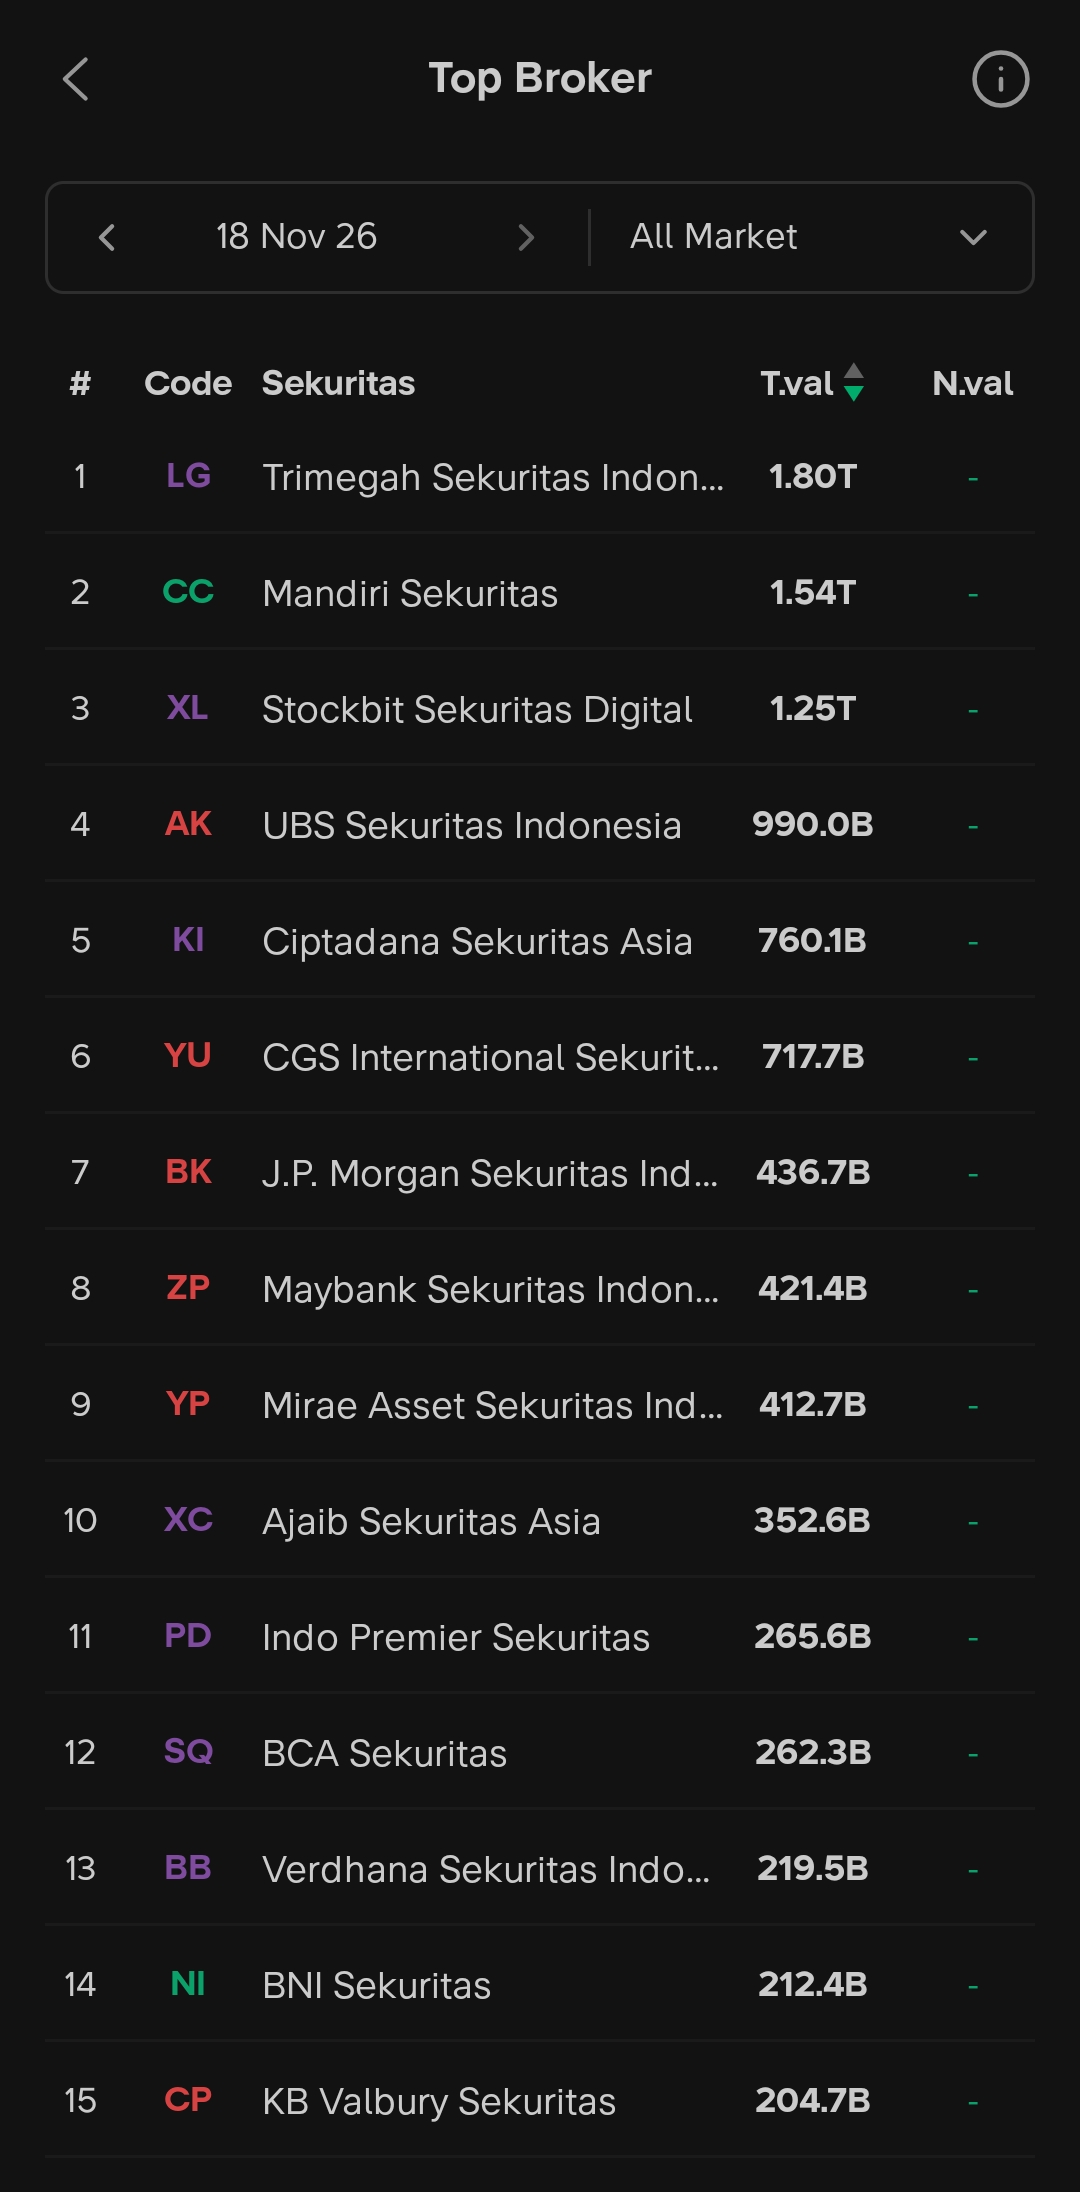 Top Broker
18 Nov 26 All Market
# Code Sekuritas T.val N.val
1 LG Trimegah Sekuritas Indon... 1.80T -
2 CC Mandiri Sekuritas 1.54T -
3 XL Stockbit Sekuritas Digital 1.25T -
4 AK UBS Sekuritas Indonesia 990.0B -
5 KI Ciptadana Sekuritas Asia 760.1B -
6 YU CGS International Sekurit... 717.7B -
7 BK J.P. Morgan Sekuritas Ind... 436.7B -
8 ZP Maybank Sekuritas Indon... 421.4B -
9 YP Mirae Asset Sekuritas Ind... 412.7B -
10 XC Ajaib Sekuritas Asia 352.6B -
11 PD Indo Premier Sekuritas 265.6B -
12 SQ BCA Sekuritas 262.3B -
13 BB Verdhana Sekuritas Indo... 219.5B -
14 NI BNI Sekuritas 212.4B -
15 CP KB Valbury Sekuritas 204.7B -